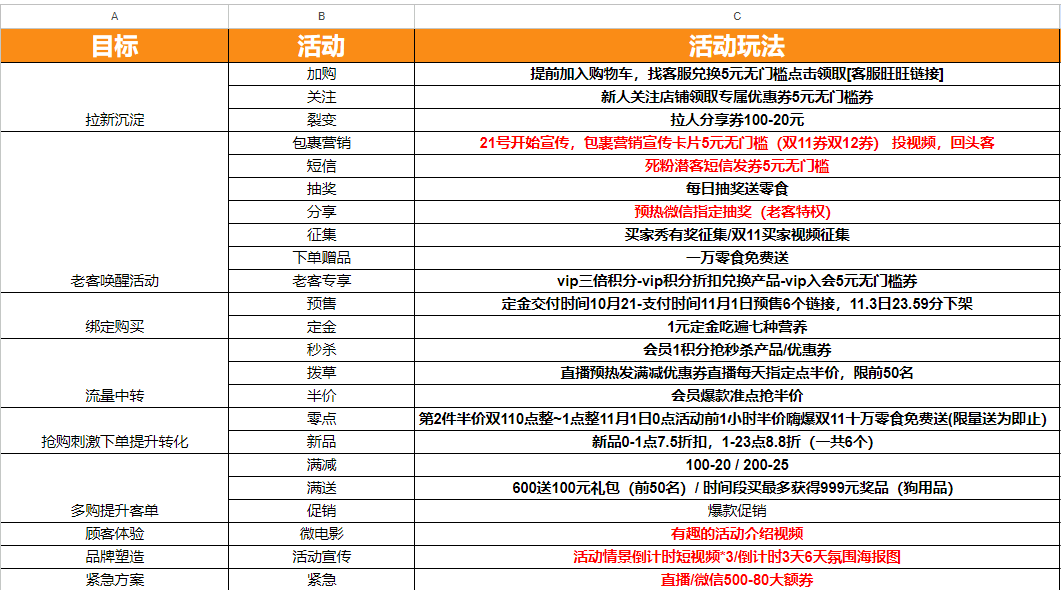 A B C
目标 活动 活动玩法
加购 提前加入购物车，找客服兑换5元无门槛点击领取[客服旺旺链接]
关注 新人关注店铺领取专属优惠券5元无门槛券
拉新沉淀 裂变 拉人分享券100-20元
包裹营销 21号开始宣传，包裹营销宣传卡片5元无门槛（双11券双12券） 投视频，回头客
短信 死粉潜客短信发券5元无门槛
抽奖 每日抽奖送零食
分享 预热微信指定抽奖（老客特权）
征集 买家秀有奖征集/双11买家视频征集
下单赠品 一万零食免费送
老客唤醒活动 老客专享 vip三倍积分-vip积分折扣兑换产品-vip入会5元无门槛券
预售 定金交付时间10月21-支付时间11月1日预售6个链接，11.3日23.59分下架
绑定购买 定金 1元定金吃遍七种营养
秒杀 会员1积分抢秒杀产品/优惠券
拨草 直播预热发满减优惠券直播每天指定点半价，限前50名
流量中转 半价 会员爆款准点抢半价
零点 第2件半价双110点整~1点整11月1日0点活动前1小时半价嗨爆双11十万零食免费送(限量送为即止）
抢购刺激下单提升转化 新品 新品0-1点7.5折扣，1-23点8.8折（一共6个）
满减 100-20 / 200-25
满送 600送100元礼包（前50名）/ 时间段买最多获得999元奖品（狗用品）
多购提升客单 促销 爆款促销
顾客体验 微电影 有趣的活动介绍视频
品牌塑造 活动宣传 活动情景倒计时短视频*3/倒计时3天6天氛围海报图
紧急方案 紧急 直播/微信500-80大额券